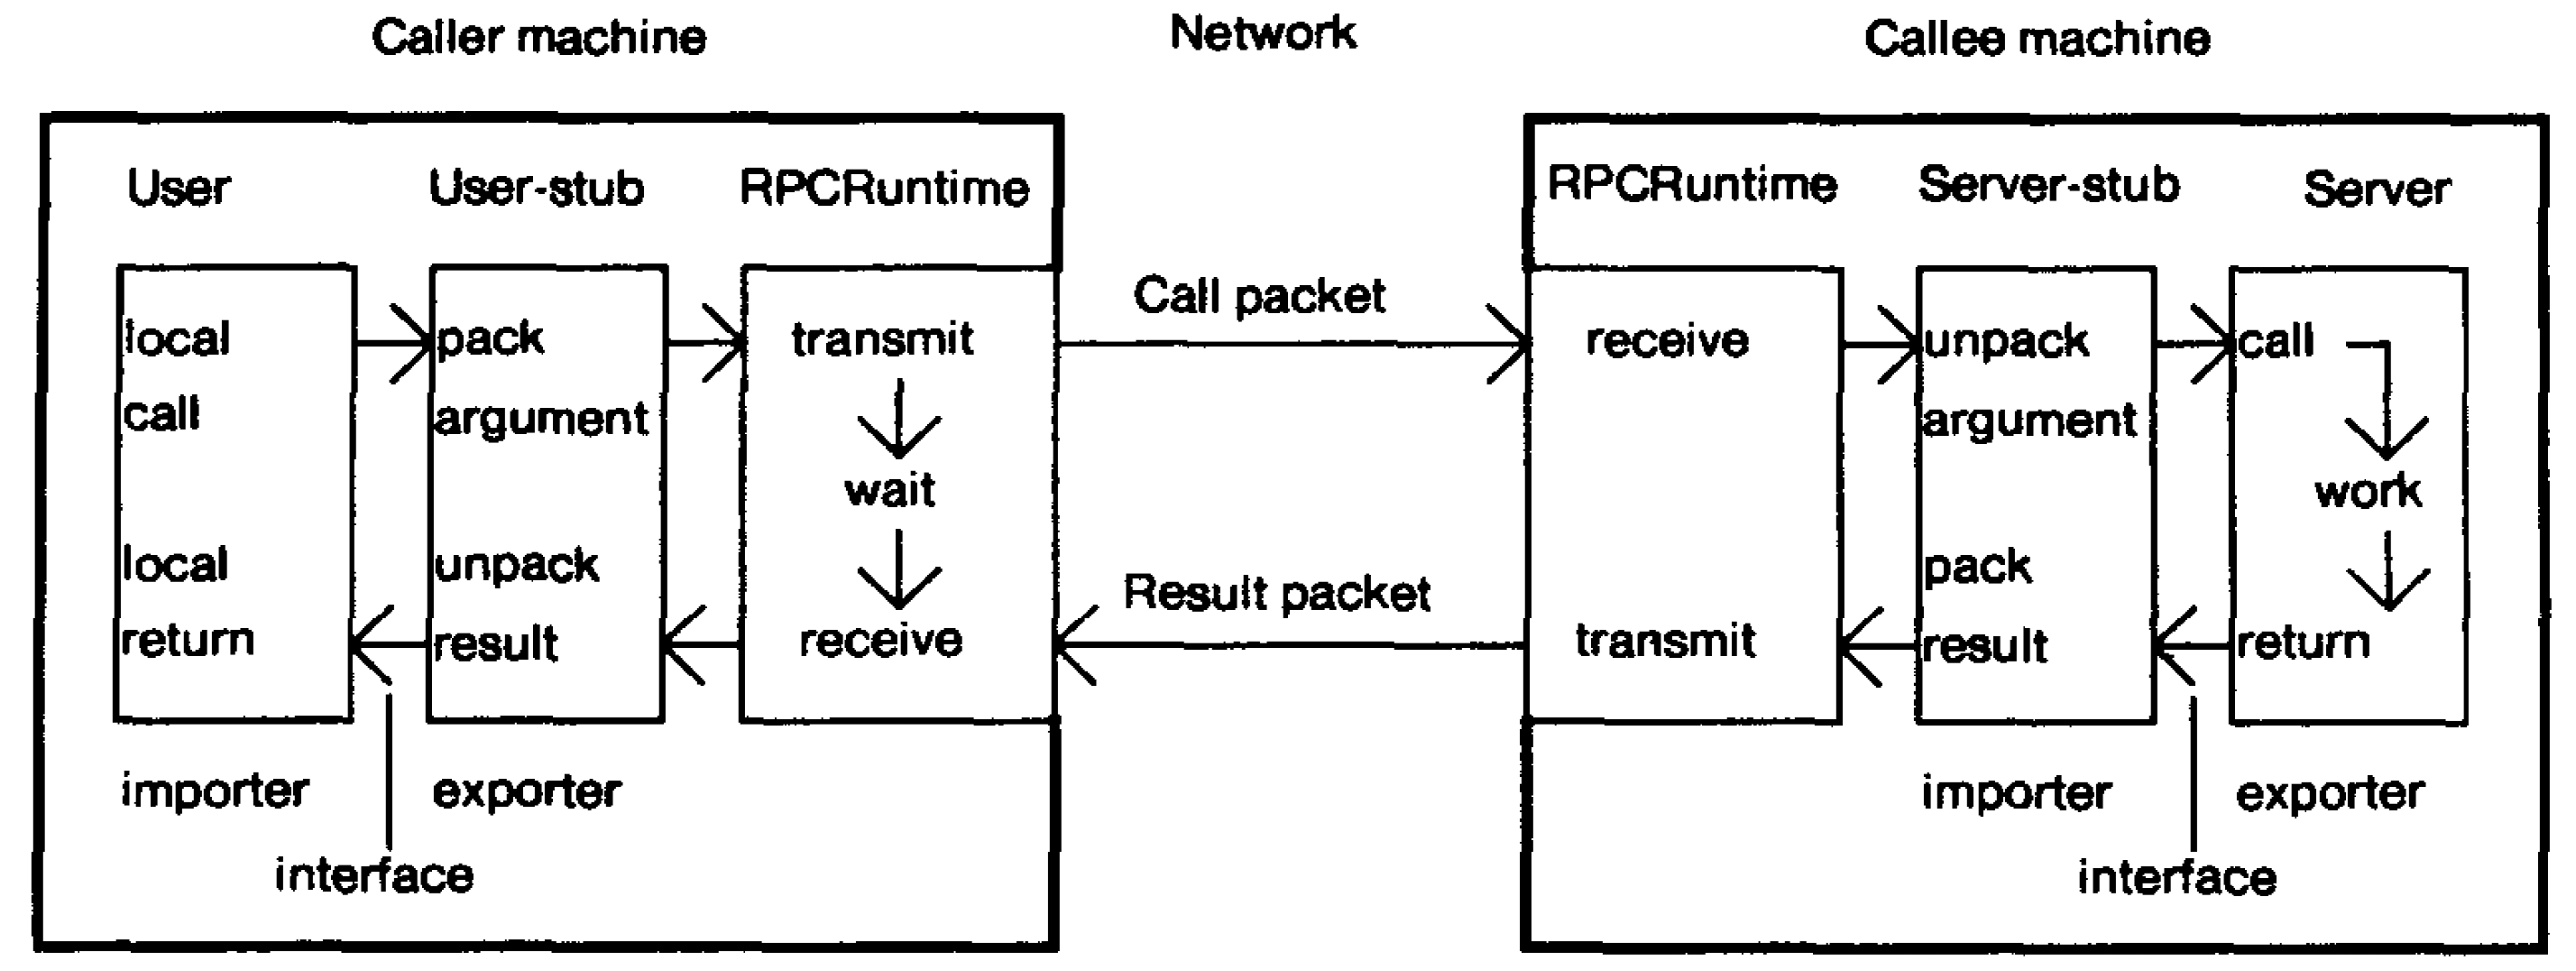 Caller machine
Network
Callee machine
User
User-stub
RPCRuntime
RPCRuntime
Server-stub
Server
local
call
pack
argument
transmit
wait
receive
local
return
unpack
result
Call packet
Result packet
receive
transmit
unpack
argument
pack
result
call
work
return
importer
exporter
interface
importer
exporter
interface